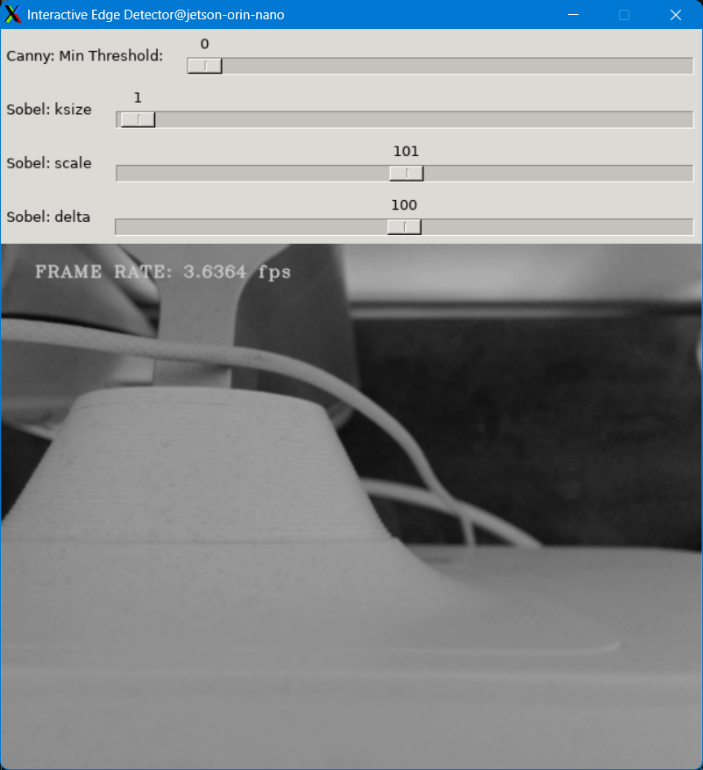 Interactive Edge Detector@jetson-orin-nano
0
Canny: Min Threshold:
1
Sobel: ksize
101
Sobel: scale
100
Sobel: delta
FRAME RATE: 3.6364 fps